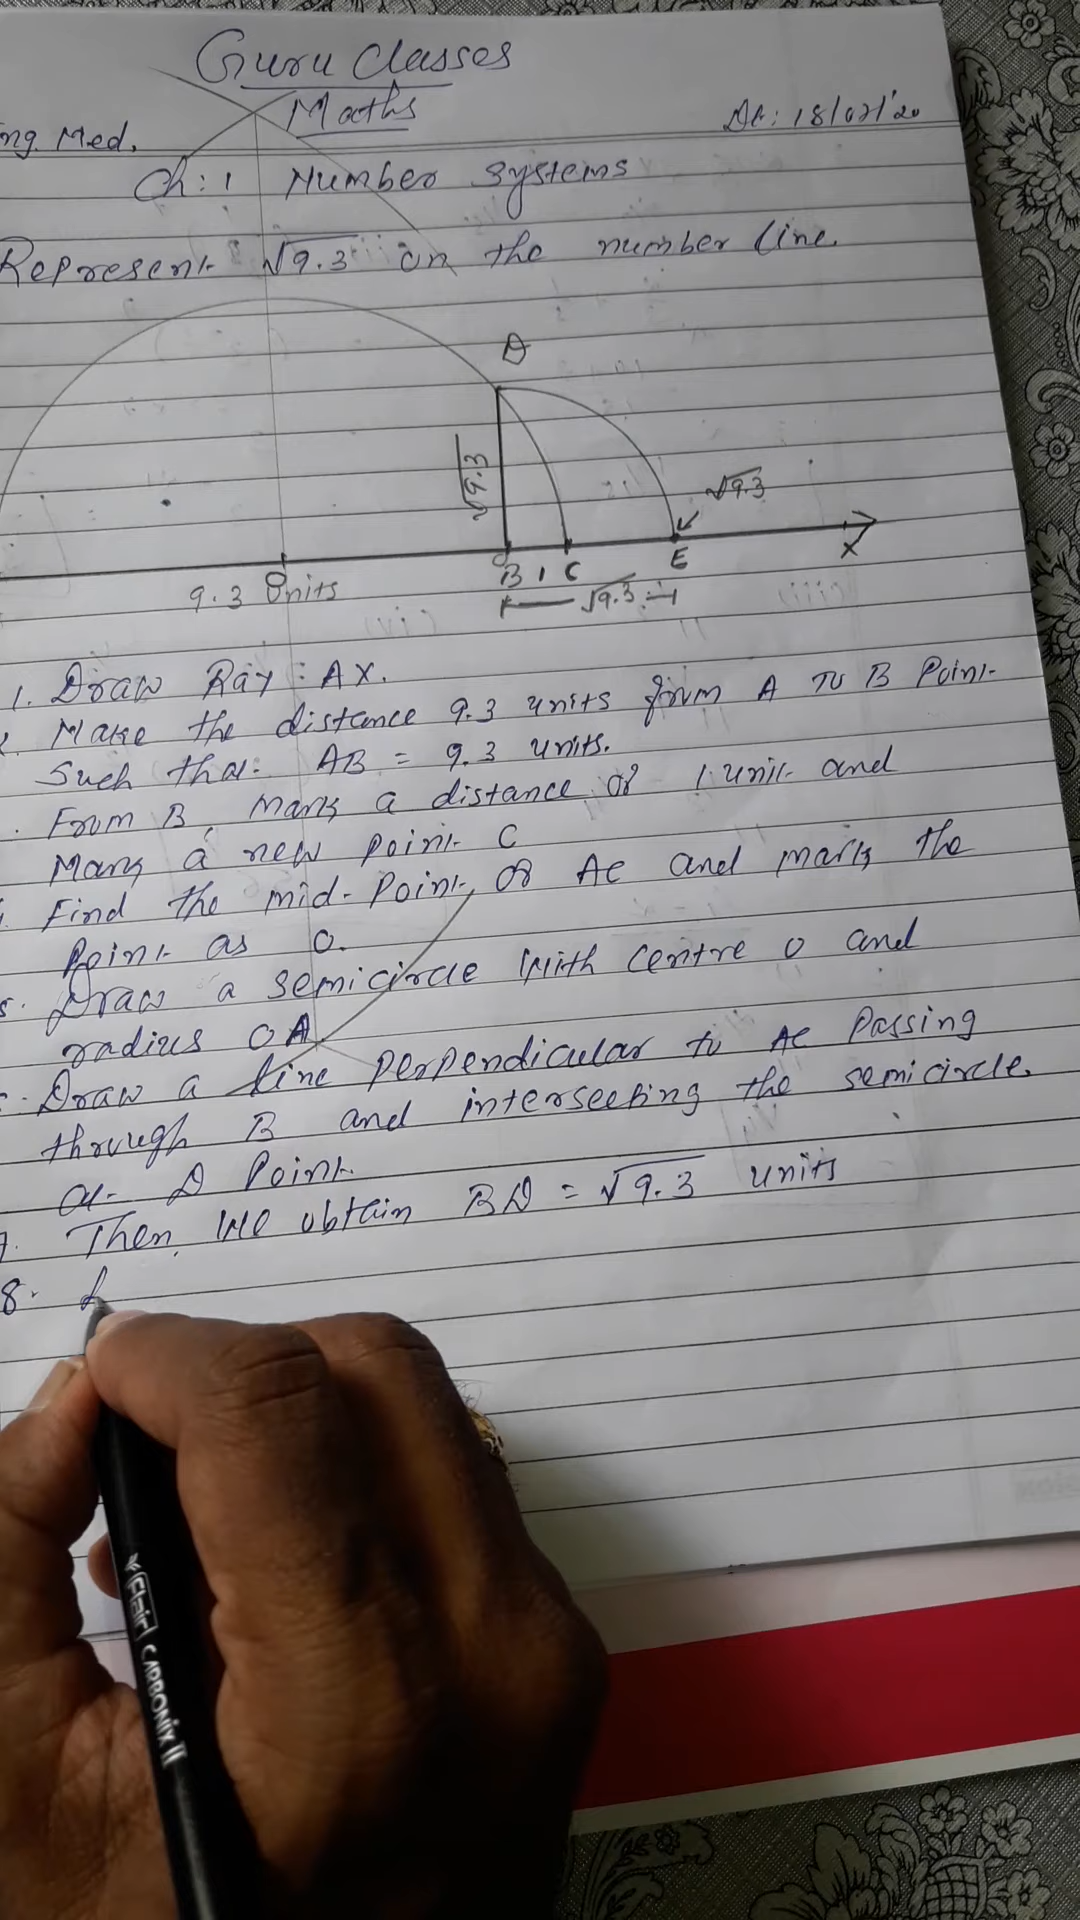 Guru Classes
Maths
ng. Med.
Dt: 18/07/'20
Ch: 1 Number Systems
Represent √9.3 on the number line.
D
√9.3
√9.3
9.3 Units
O
B 1 C
E
X
√9.3
1. Draw Ray: AX.
Make the distance 9.3 units from A To B Point
Such that AB = 9.3 units.
. From B, Mark a distance of 1 unit and
Mark a new point C
Find the mid-Point, of AC and mark the
Point as O.
5. Draw a semicircle With centre O and
radius OA
Draw a line perpendicular to AC Passing
through B and intersecting the semicircle.
at D Point.
7. Then, We obtain BD = √9.3 units
8.
Flair CARBONIX II